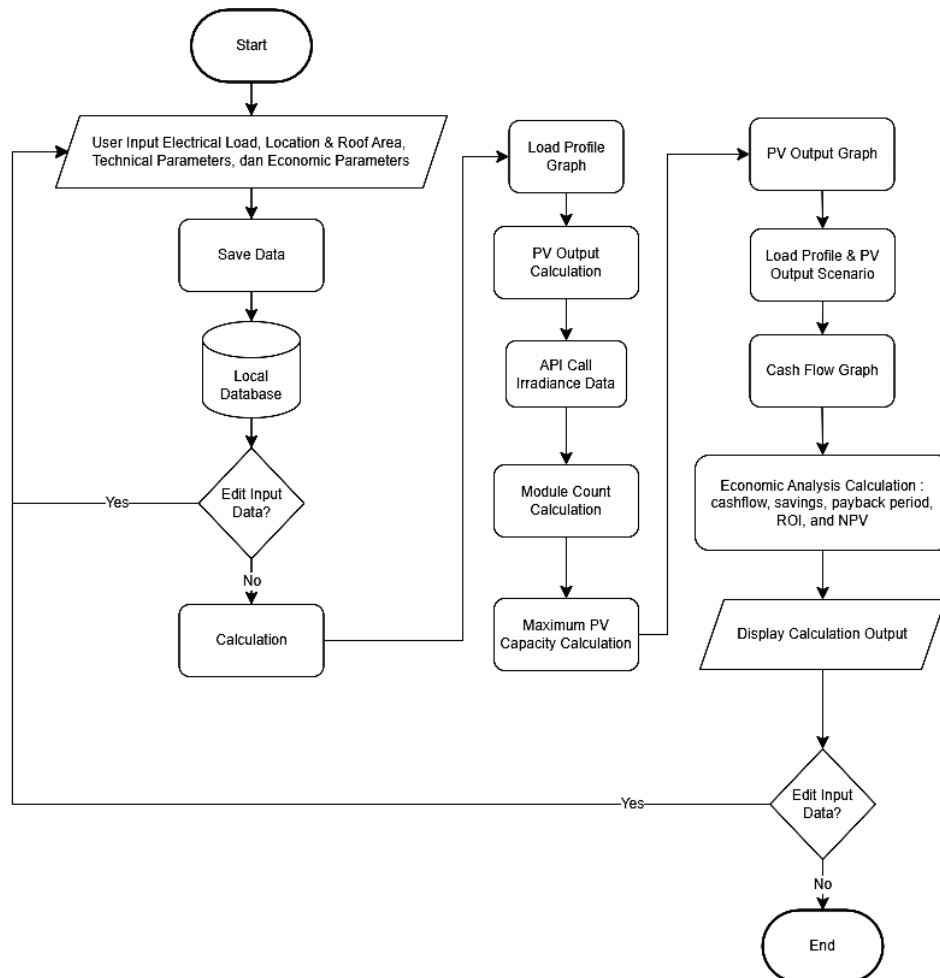 Start
User Input Electrical Load, Location & Roof Area,
Technical Parameters, dan Economic Parameters
Save Data
Local
Database
Edit Input
Data?
Yes
No
Calculation
Load Profile
Graph
PV Output
Calculation
API Call
Irradiance Data
Module Count
Calculation
Maximum PV
Capacity Calculation
PV Output Graph
Load Profile & PV
Output Scenario
Cash Flow Graph
Economic Analysis Calculation :
cashflow, savings, payback period,
ROI, and NPV
Display Calculation Output
Edit Input
Data?
Yes
No
End